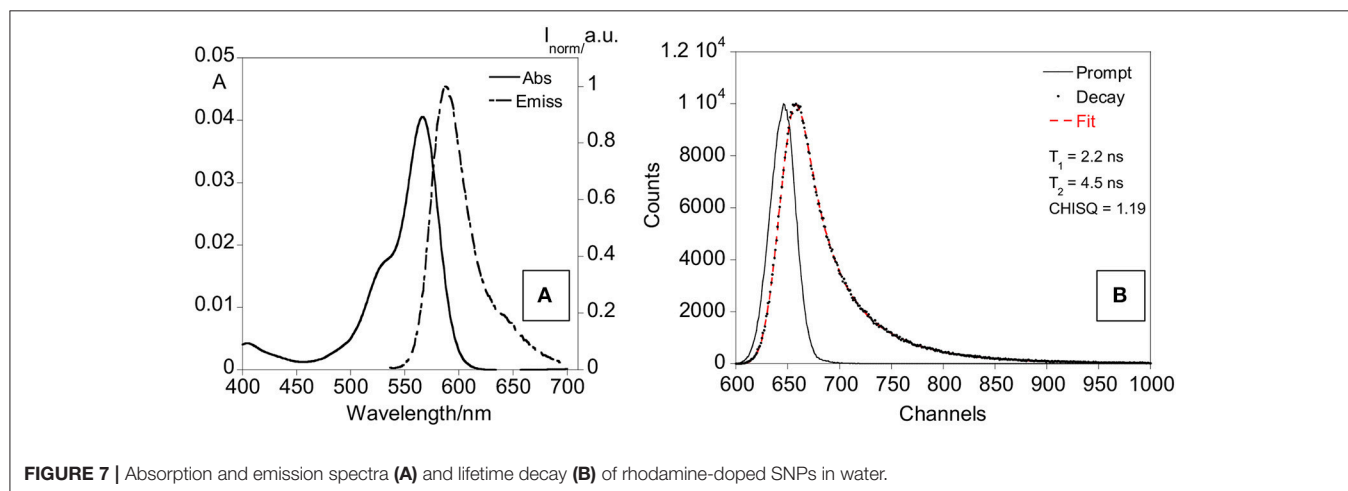 I norm/a.u.
0.05
A
0.04
0.03
0.02
0.01
0
1
0.8
0.6
0.4
0.2
0
Abs
Emiss
A
400 450 500 550 600 650 700
Wavelength/nm
1.2 10⁴
1 10⁴
8000
6000
4000
2000
0
Counts
Prompt
Decay
Fit
T₁ = 2.2 ns
T₂ = 4.5 ns
CHISQ = 1.19
B
600 650 700 750 800 850 900 950 1000
Channels
FIGURE 7 | Absorption and emission spectra (A) and lifetime decay (B) of rhodamine-doped SNPs in water.